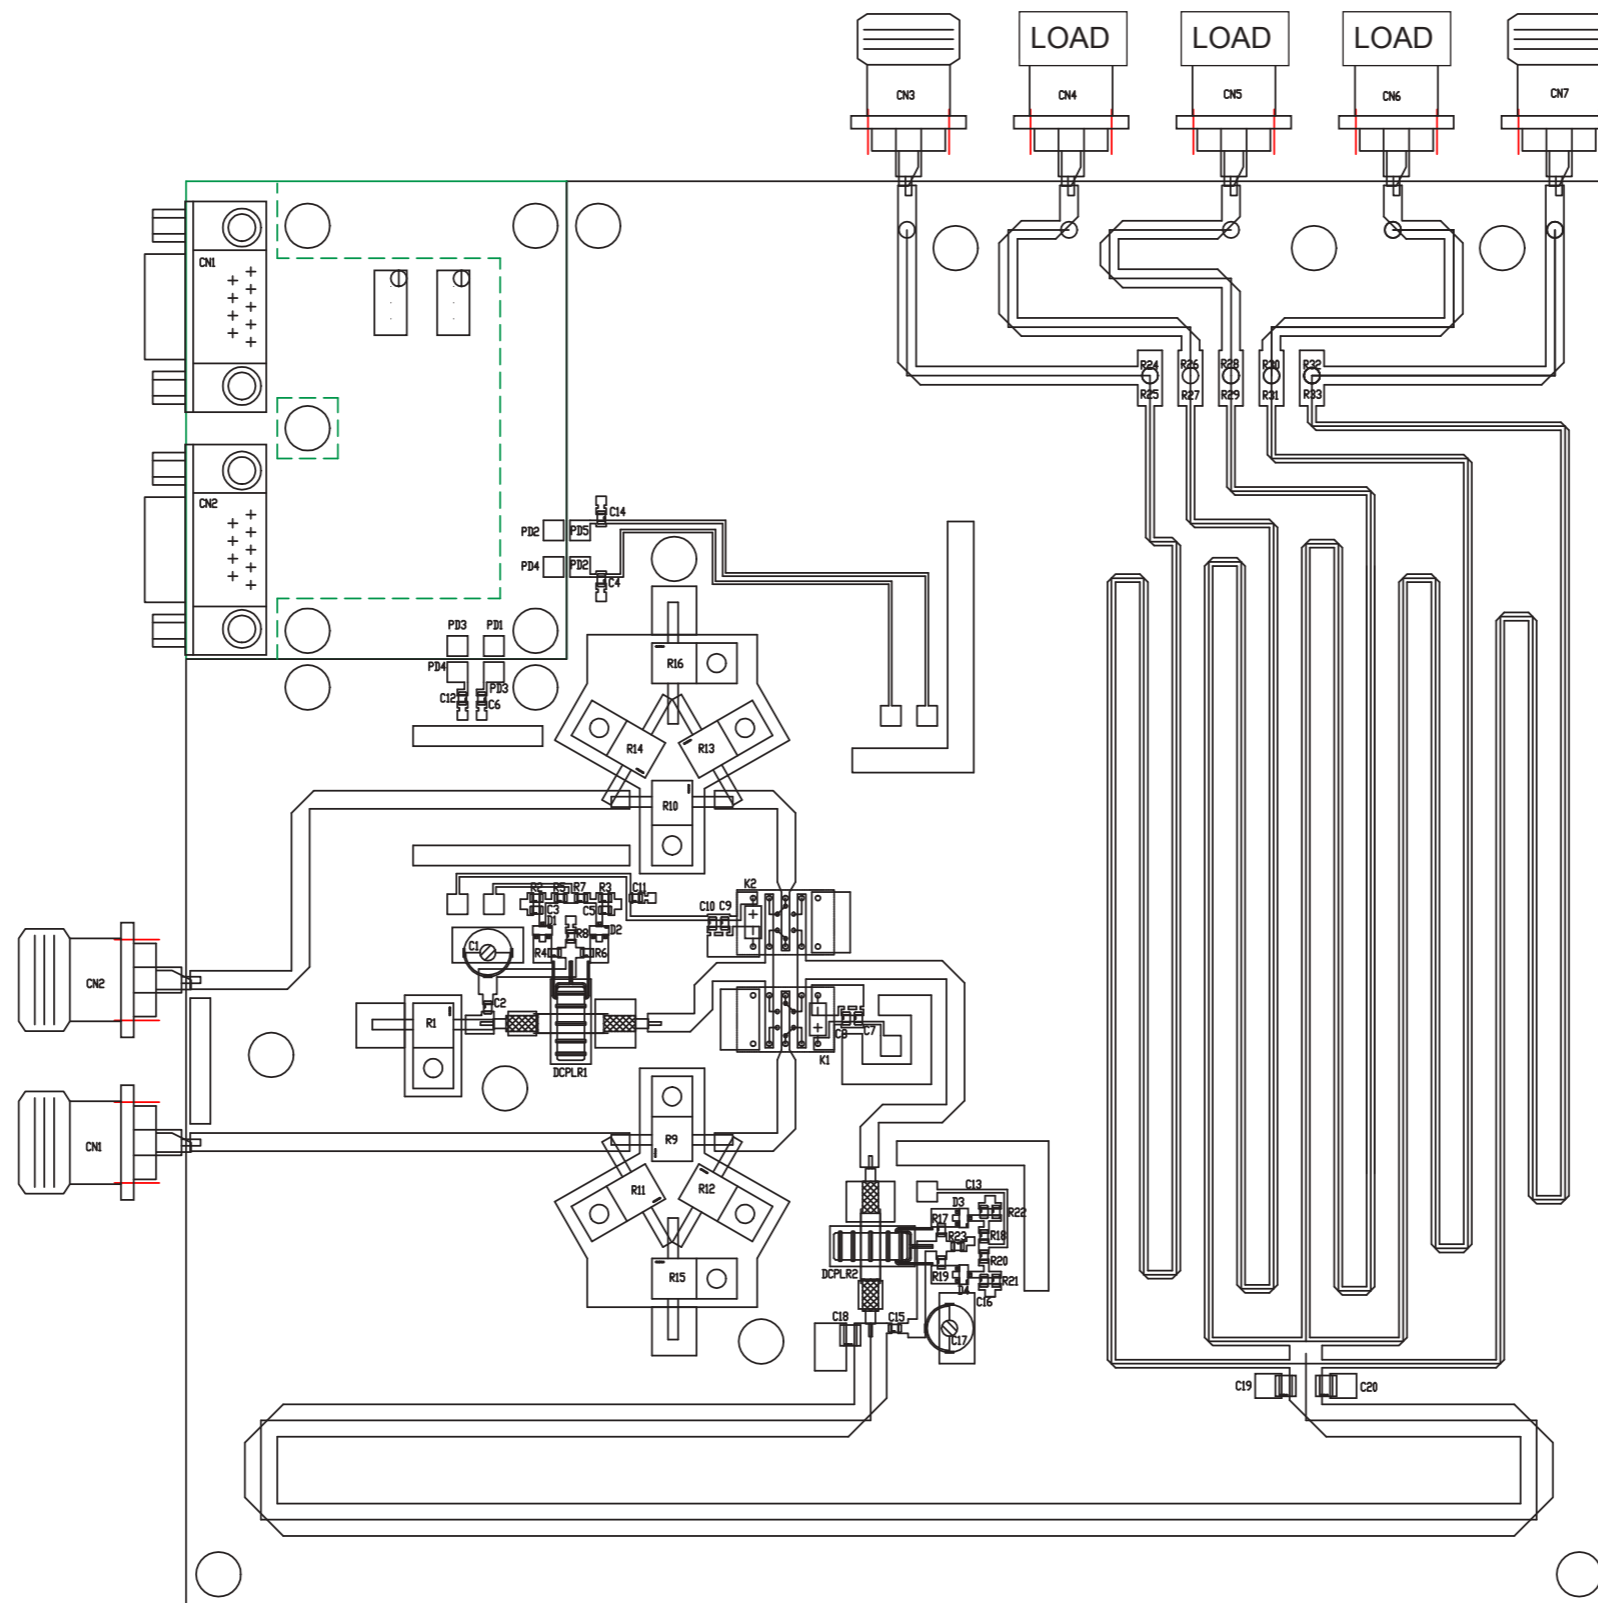 LOAD LOAD LOAD
CN3 CN4 CN5 CN6 CN7
CN1
R24 R26 R28 R30 R32
R25 R27 R29 R31 R33
CN2
C14
PD2 PD5
PD4 PD2
C4
PD3 PD1
PD4
PD3
C12 C6
R16
R14 R13
R10
K2
R2 R5 R7 R3 C11
C3 C5
C10 C9
D1 D2
R8
C1
R4 R6
CN2
C2
R1
C8 C7
K1
DCPLR1
R9
CN1
R11 R12
C13
D3
R22
R17
R18
R23
R20
DCPLR2 R19
R21
D4
C16
R15
C18 C15
C17
C19 C20